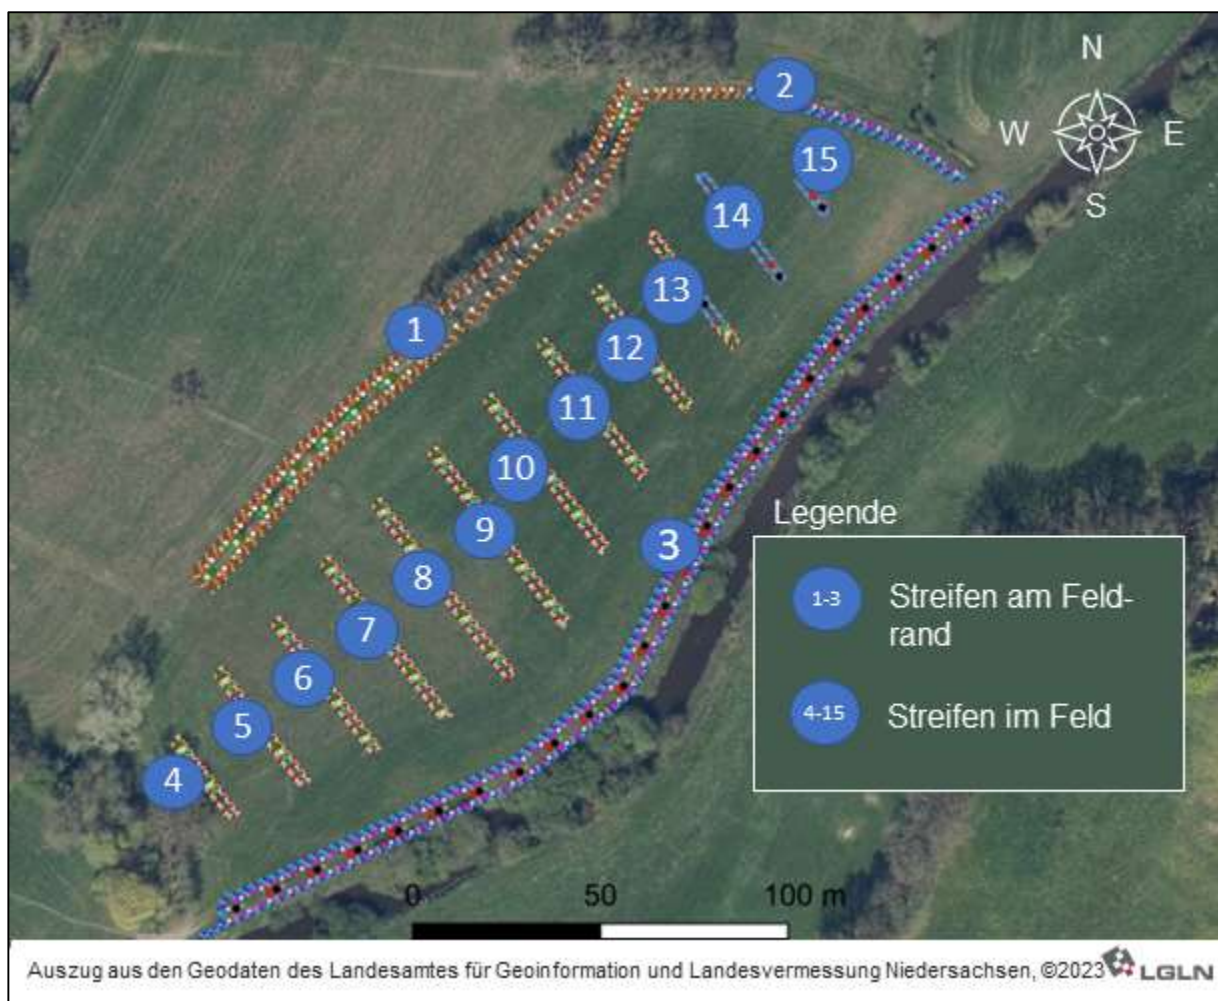 N
W E
S
2
15
14
13
1
12
11
10
9
3
8
7
6
5
4
Legende
1-3 Streifen am Feld-
rand
4-15 Streifen im Feld
0 50 100 m
Auszug aus den Geodaten des Landesamtes für Geoinformation und Landesvermessung Niedersachsen, ©2023 LGLN